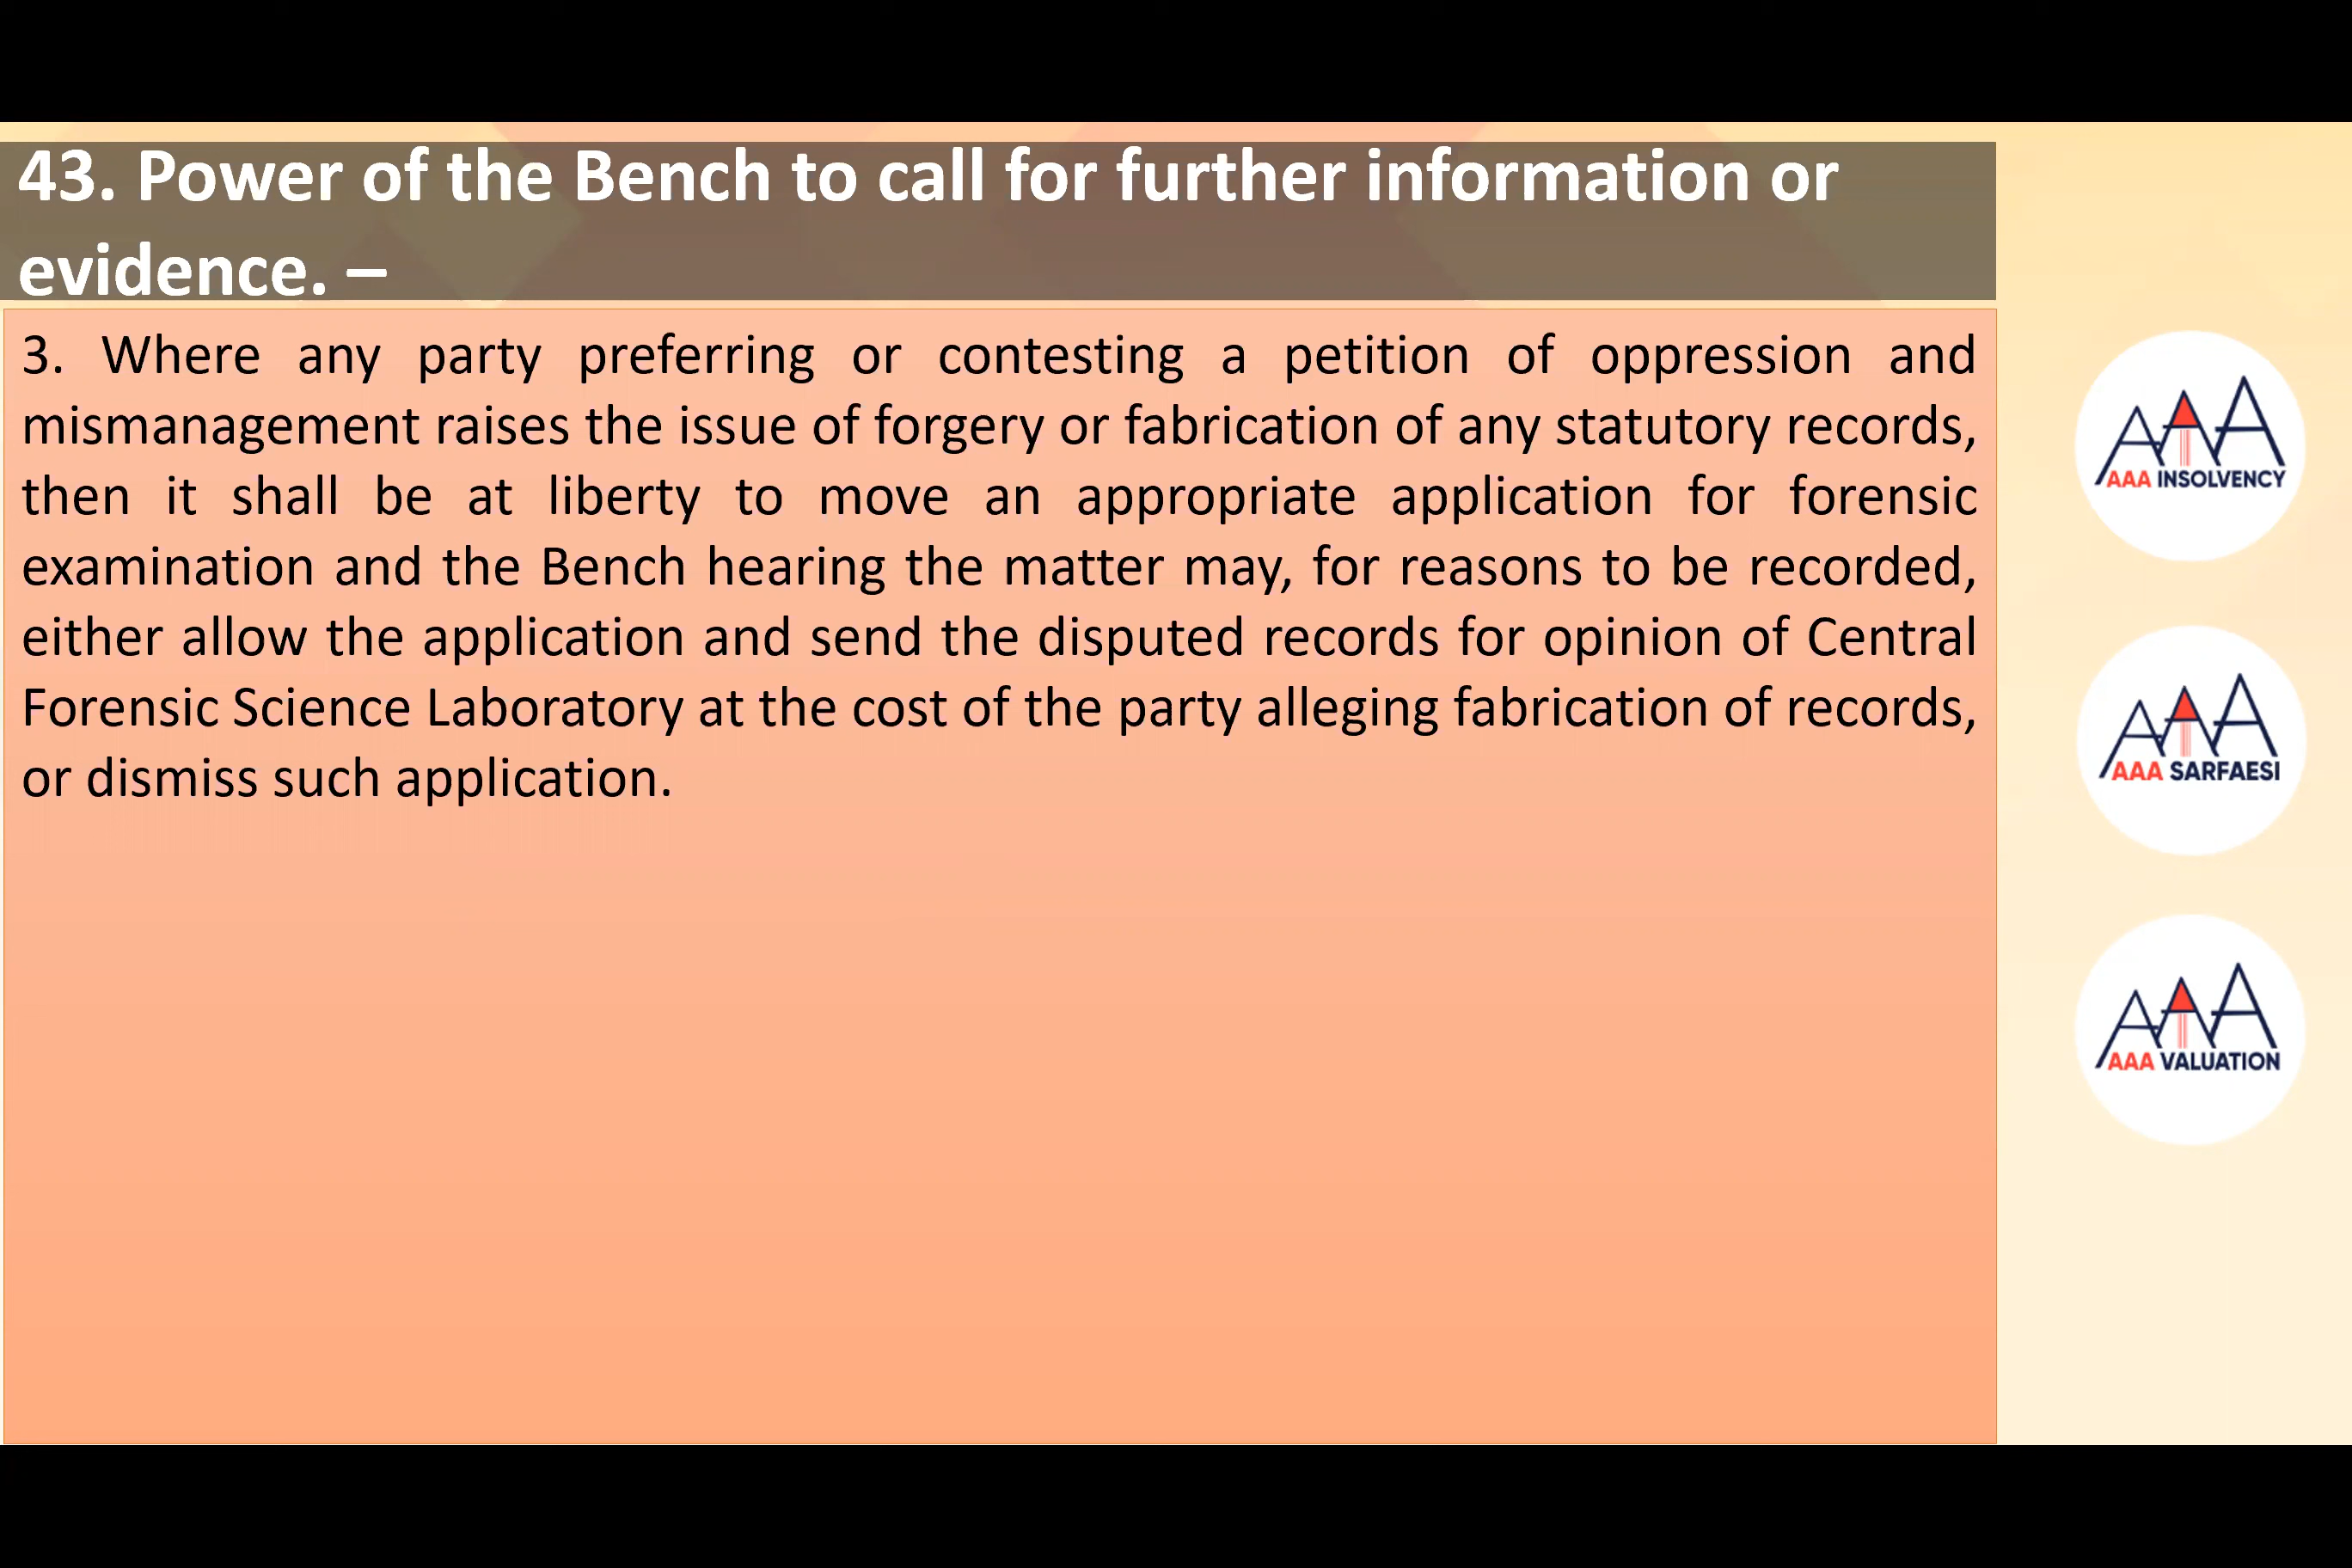 43. Power of the Bench to call for further information or
evidence. –
3. Where any party preferring or contesting a petition of oppression and
mismanagement raises the issue of forgery or fabrication of any statutory records,
then it shall be at liberty to move an appropriate application for forensic
examination and the Bench hearing the matter may, for reasons to be recorded,
either allow the application and send the disputed records for opinion of Central
Forensic Science Laboratory at the cost of the party alleging fabrication of records,
or dismiss such application.
AAA
AAA INSOLVENCY
AAA
AAA SARFAESI
AAA
AAA VALUATION